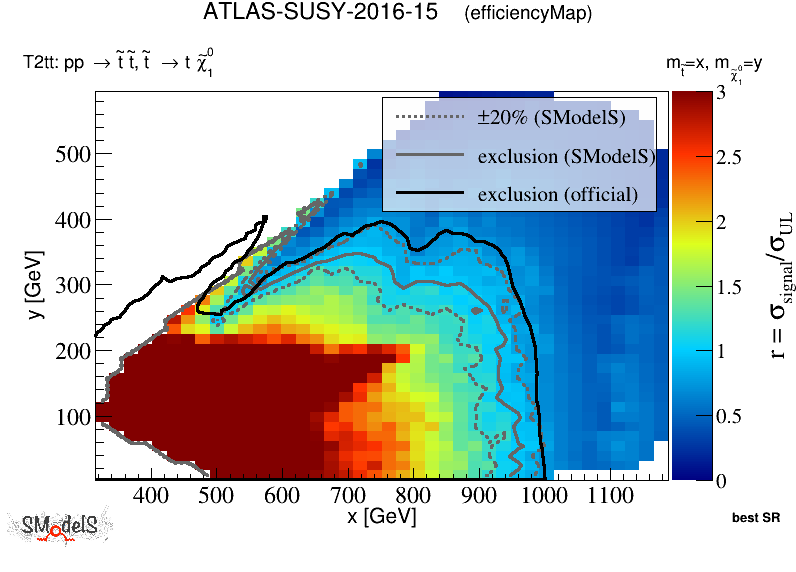 ATLAS-SUSY-2016-15 (efficiencyMap)
T2tt: pp → t̃ t̃, t̃ → t χ̃⁰₁
m_t̃=x, m_χ̃⁰₁=y
±20% (SModelS)
exclusion (SModelS)
exclusion (official)
500
400
300
200
100
y [GeV]
400 500 600 700 800 900 1000 1100
x [GeV]
3
2.5
2
1.5
1
0.5
0
r = σ_signal/σ_UL
best SR
SModelS